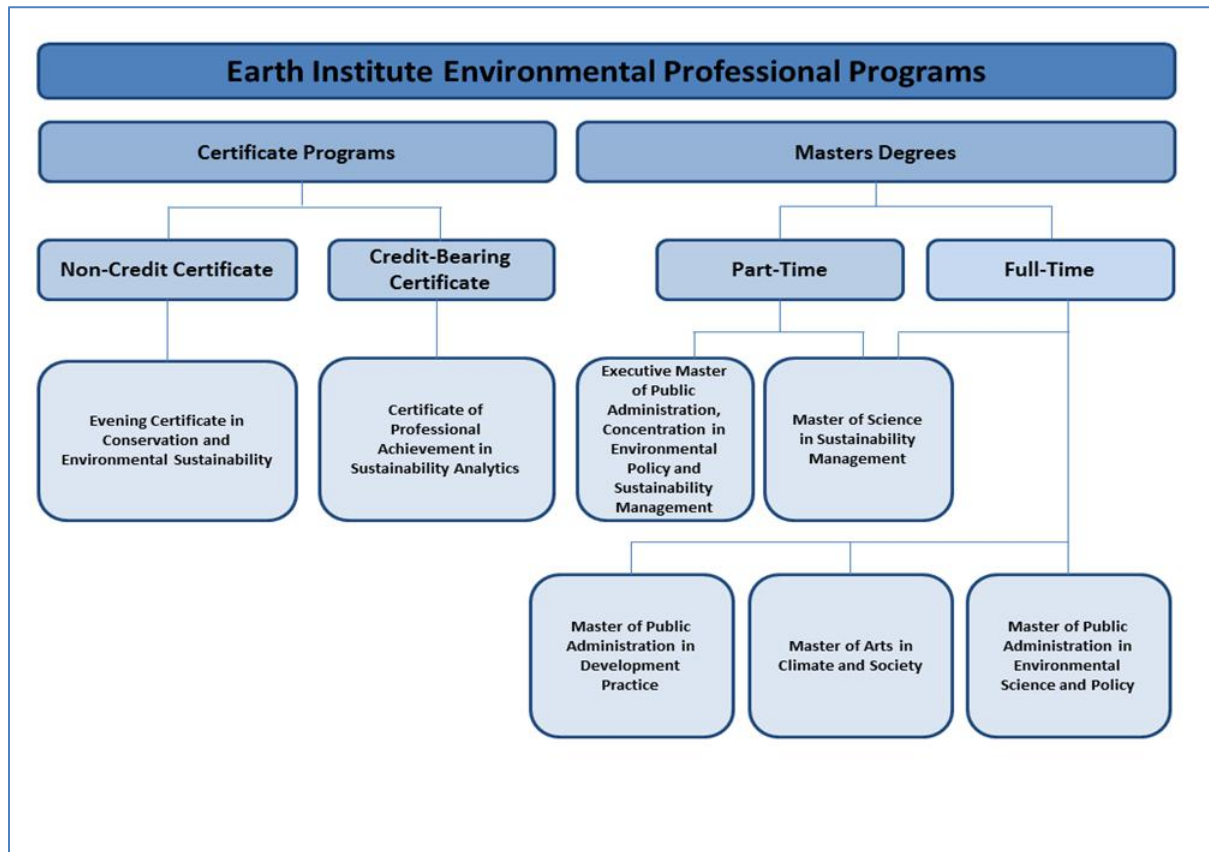 Earth Institute Environmental Professional Programs
Certificate Programs
Masters Degrees
Non-Credit Certificate
Credit-Bearing
Certificate
Part-Time
Full-Time
Evening Certificate in
Conservation and
Environmental Sustainability
Certificate of
Professional
Achievement in
Sustainability Analytics
Executive Master
of Public
Administration,
Concentration in
Environmental
Policy and
Sustainability
Management
Master of Science
in Sustainability
Management
Master of Public
Administration in
Development
Practice
Master of Arts in
Climate and Society
Master of Public
Administration in
Environmental
Science and Policy